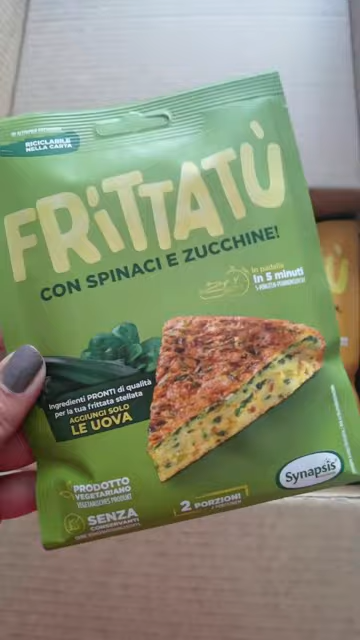 RICICLABILE
NELLA CARTA
FRiTTATÙ
CON SPINACI E ZUCCHINE!
In padella
In 5 minuti
Ingredienti PRONTI di qualità
per la tua frittata stellata
AGGIUNGI SOLO
LE UOVA
PRODOTTO
VEGETARIANO
SENZA
CONSERVANTI
2 PORZIONI
Synapsis